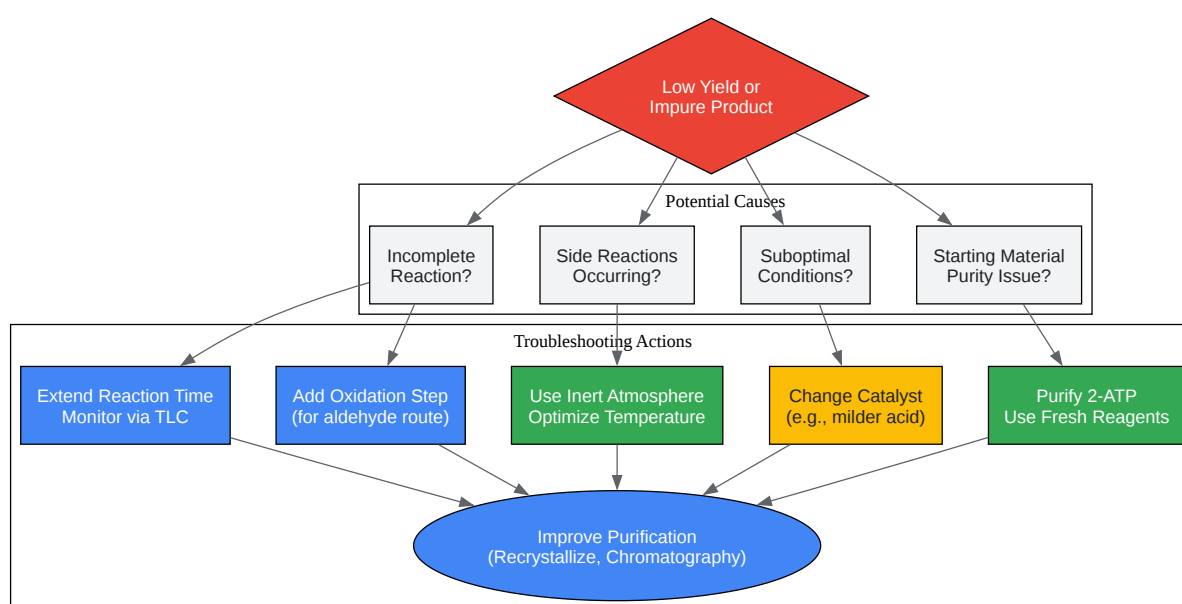 Low Yield or
Impure Product
Potential Causes
Incomplete
Reaction?
Side Reactions
Occurring?
Suboptimal
Conditions?
Starting Material
Purity Issue?
Troubleshooting Actions
Extend Reaction Time
Monitor via TLC
Add Oxidation Step
(for aldehyde route)
Use Inert Atmosphere
Optimize Temperature
Change Catalyst
(e.g., milder acid)
Purify 2-ATP
Use Fresh Reagents
Improve Purification
(Recrystallize, Chromatography)